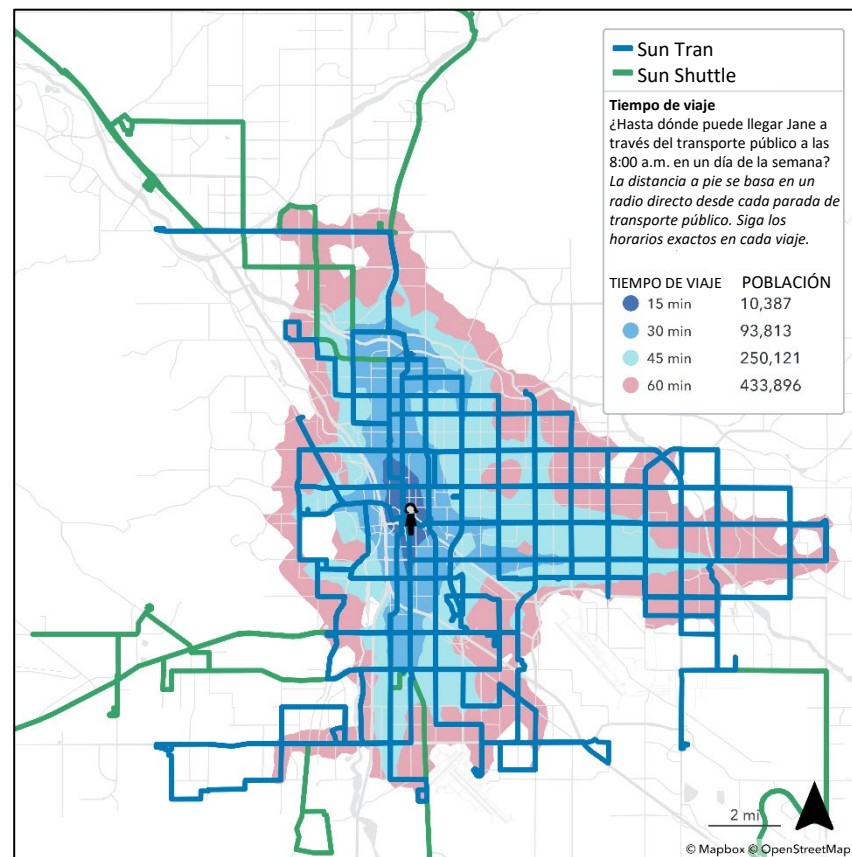 Sun Tran
Sun Shuttle
Tiempo de viaje
¿Hasta dónde puede llegar Jane a
través del transporte público a las
8:00 a.m. en un día de la semana?
La distancia a pie se basa en un
radio directo desde cada parada de
transporte público. Siga los
horarios exactos en cada viaje.
TIEMPO DE VIAJE POBLACIÓN
15 min 10,387
30 min 93,813
45 min 250,121
60 min 433,896
2 mi
© Mapbox © OpenStreetMap